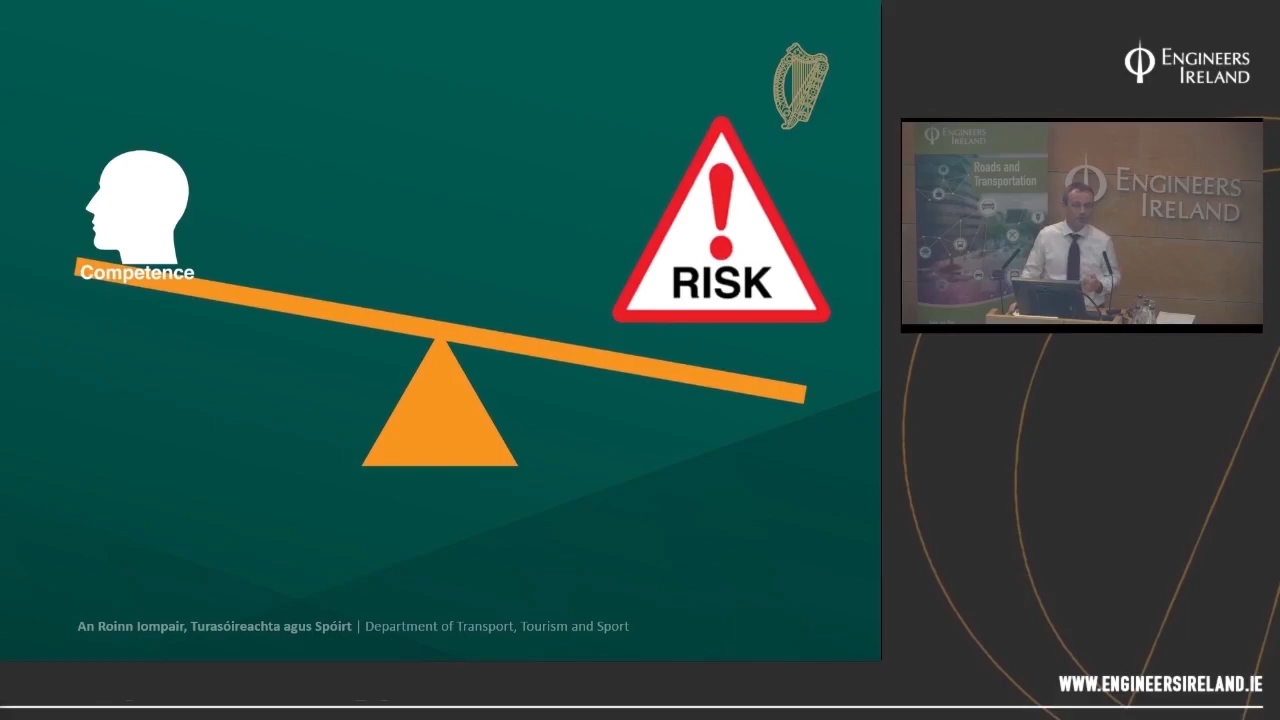 Competence
RISK
An Roinn Iompair, Turasóireachta agus Spóirt | Department of Transport, Tourism and Sport
ENGINEERS
IRELAND
ENGINEERS
IRELAND
Roads and
Transportation
ENGINEERS
IRELAND
WWW.ENGINEERSIRELAND.IE